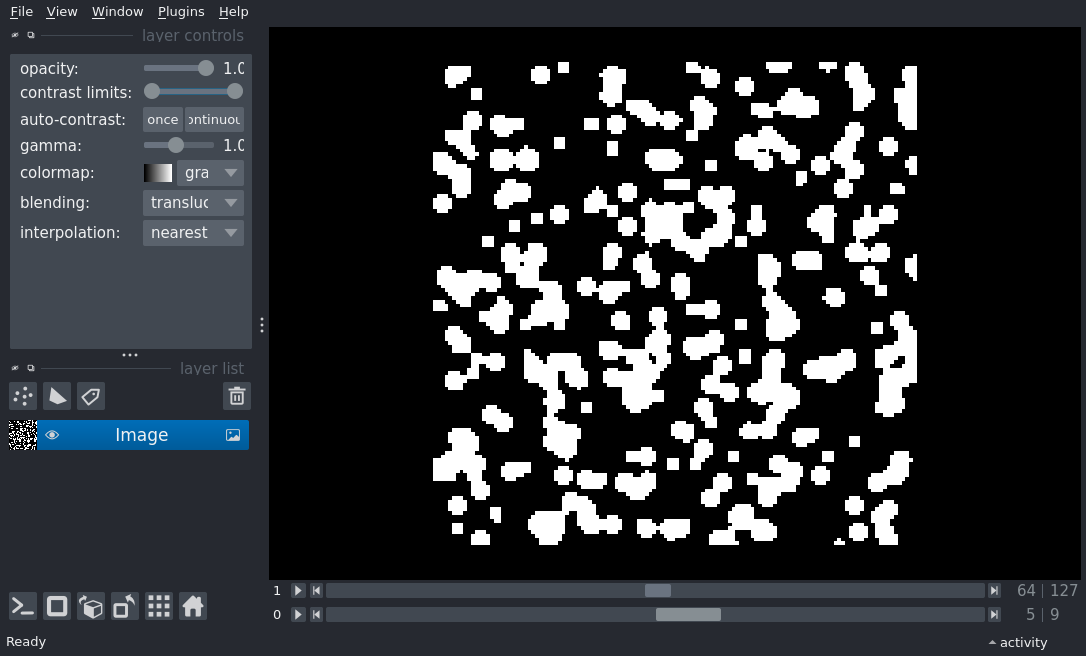 File View Window Plugins Help
layer controls
opacity: 1.0
contrast limits:
auto-contrast: once ontinuou
gamma: 1.0
colormap: gra
blending: transluc
interpolation: nearest
layer list
Image
1 64 | 127
0 5 | 9
Ready activity